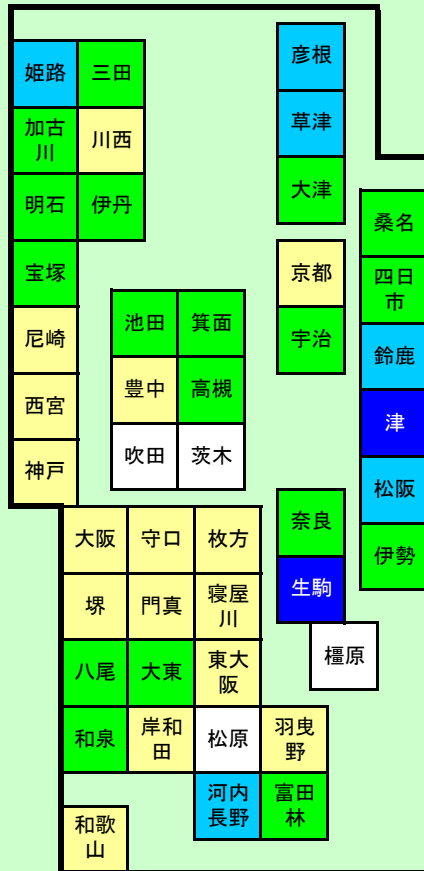 姫路 三田
加古
川
川西
明石 伊丹
宝塚
尼崎
西宮
神戸
池田 箕面
豊中 高槻
吹田 茨木
彦根
草津
大津
京都
宇治
桑名
四日
市
鈴鹿
津
松阪
伊勢
奈良
生駒
橿原
大阪 守口 枚方
堺 門真
寝屋
川
八尾 大東
東大
阪
和泉
岸和
田
松原
羽曳
野
河内
長野
富田
林
和歌
山